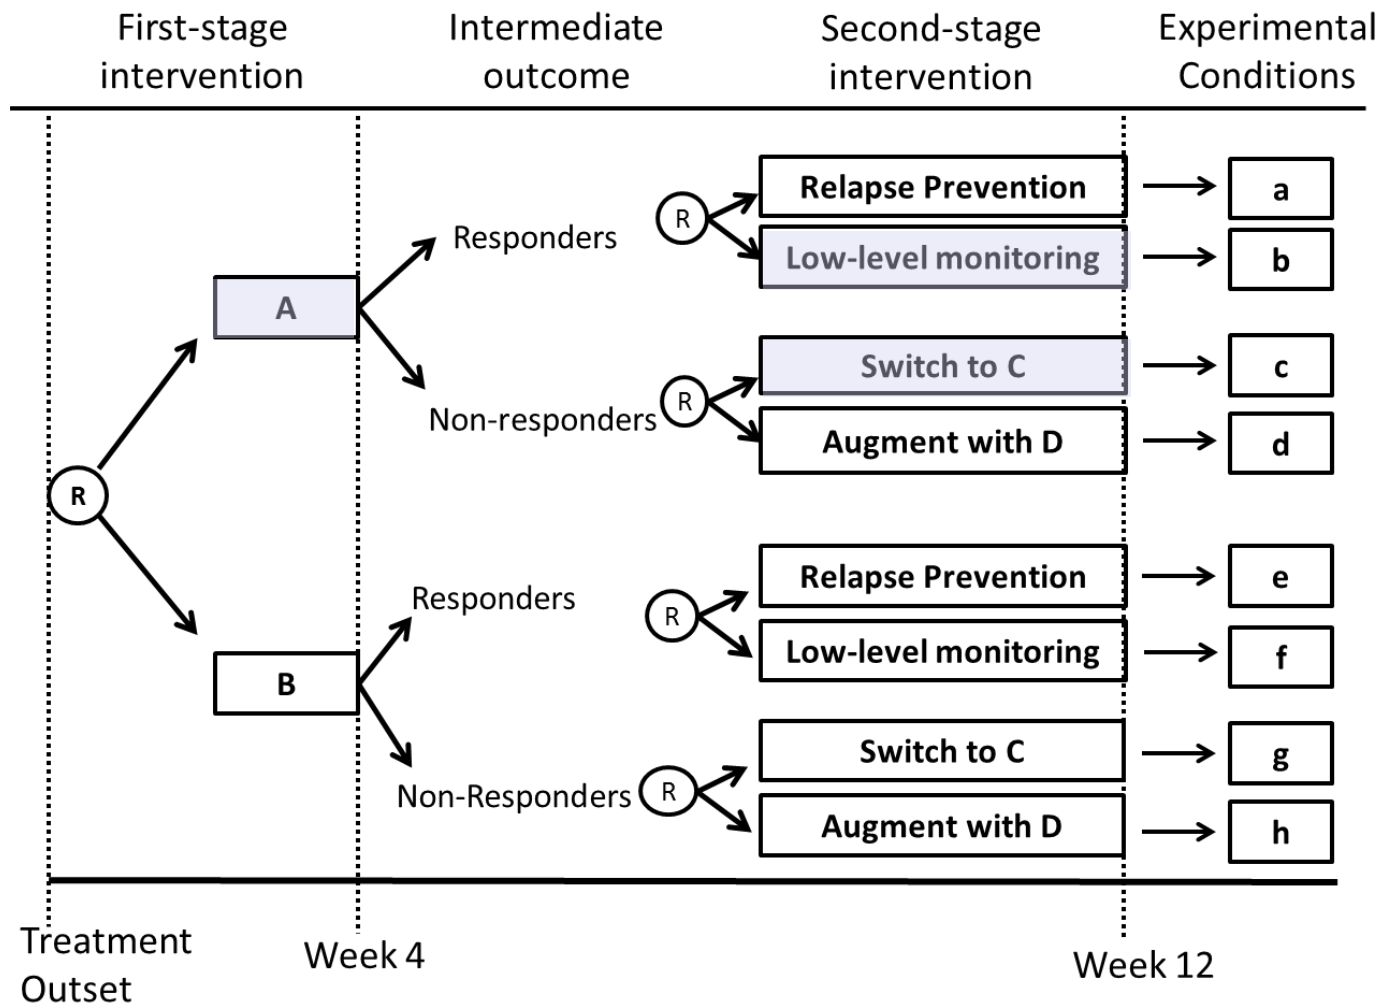 First-stage
intervention
Intermediate
outcome
Second-stage
intervention
Experimental
Conditions
R
A
Responders
R
Relapse Prevention
a
Low-level monitoring
b
Non-responders
R
Switch to C
c
Augment with D
d
B
Responders
R
Relapse Prevention
e
Low-level monitoring
f
Non-Responders
R
Switch to C
g
Augment with D
h
Treatment
Outset
Week 4
Week 12